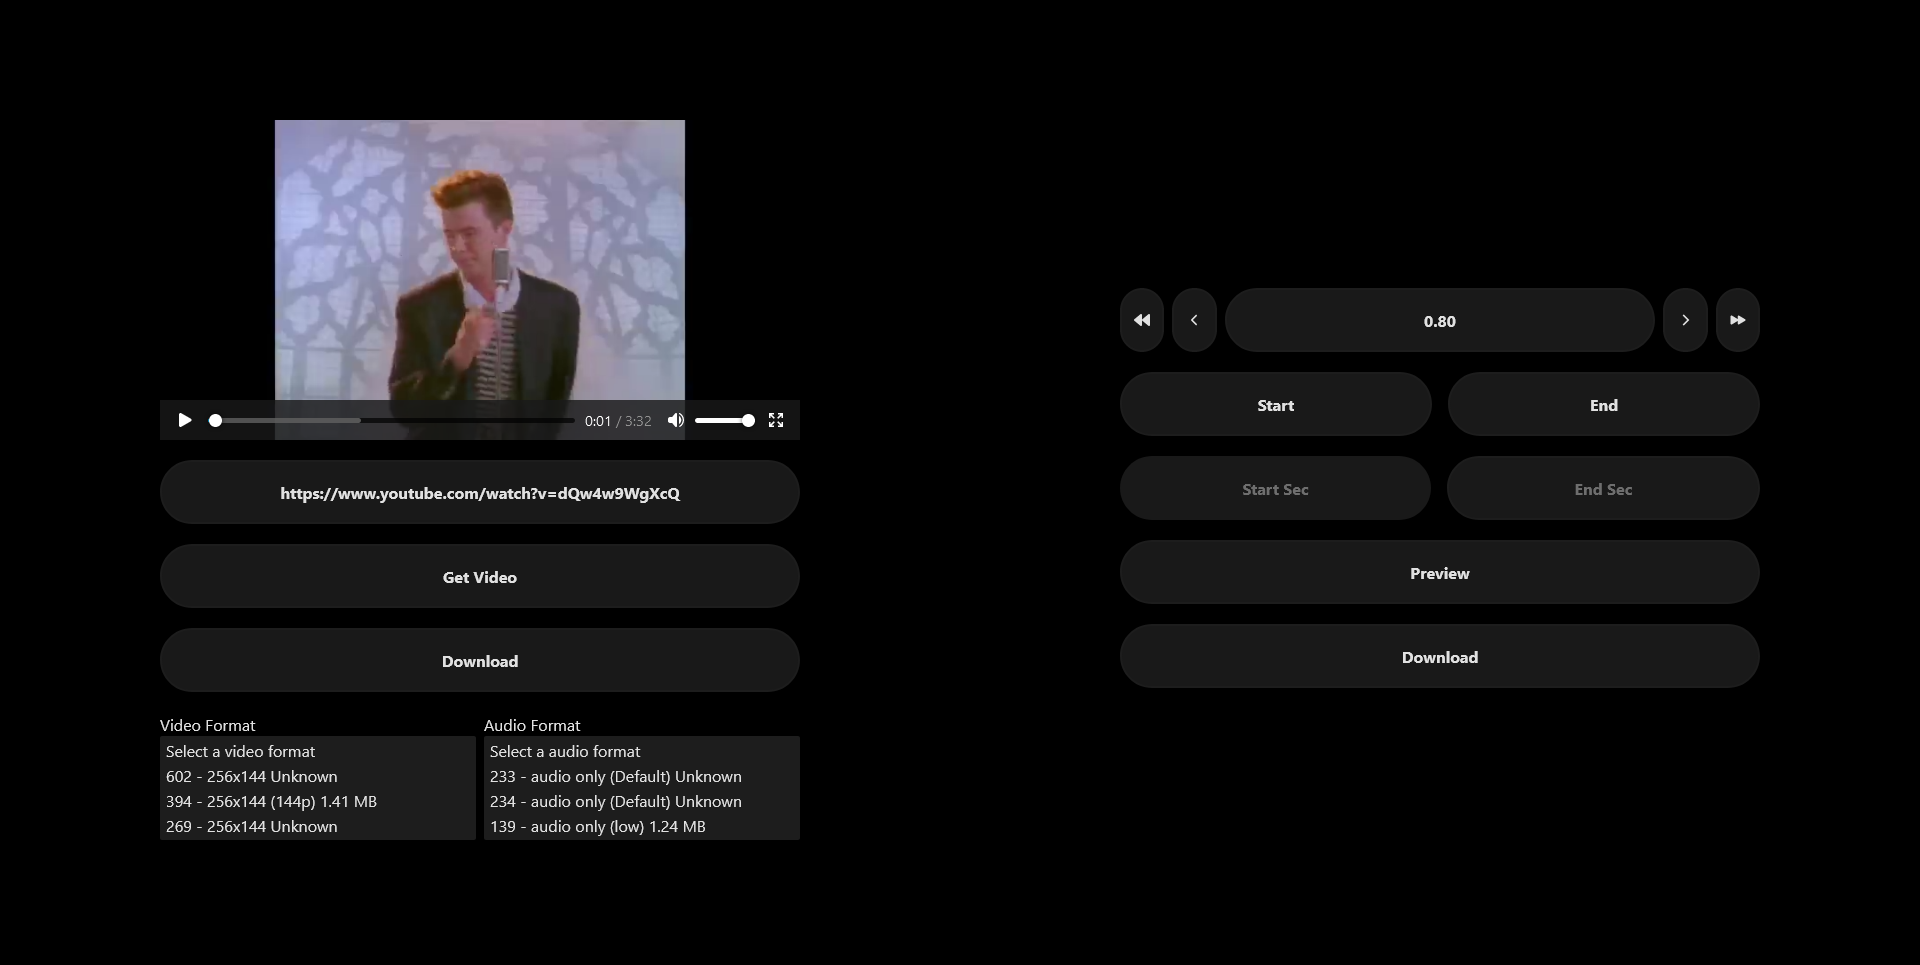 0:01 / 3:32
https://www.youtube.com/watch?v=dQw4w9WgXcQ
Get Video
Download
Video Format
Select a video format
602 - 256x144 Unknown
394 - 256x144 (144p) 1.41 MB
269 - 256x144 Unknown
Audio Format
Select a audio format
233 - audio only (Default) Unknown
234 - audio only (Default) Unknown
139 - audio only (low) 1.24 MB
0.80
Start
End
Start Sec
End Sec
Preview
Download